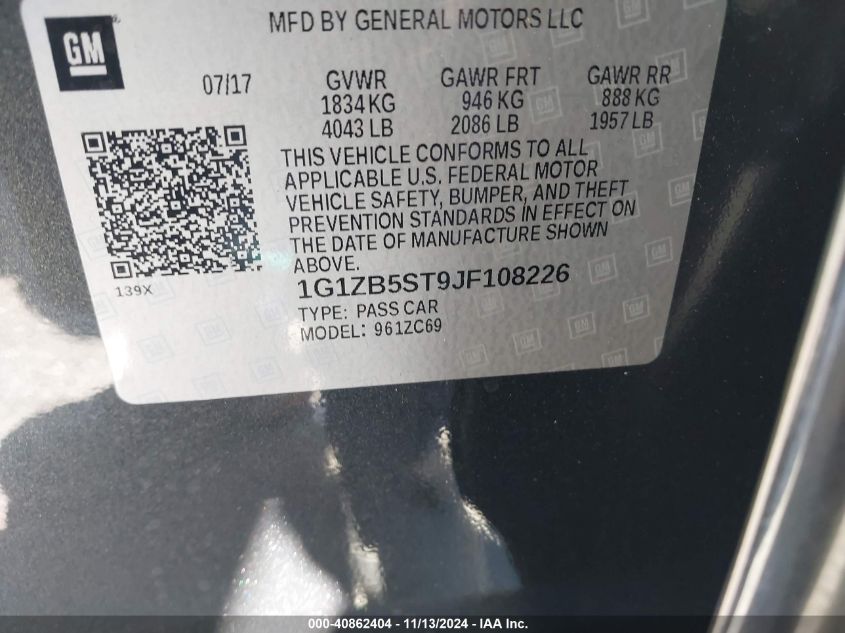 MFD BY GENERAL MOTORS LLC
GM
07/17 GVWR GAWR FRT GAWR RR
1834 KG 946 KG 888 KG
4043 LB 2086 LB 1957 LB
THIS VEHICLE CONFORMS TO ALL
APPLICABLE U.S. FEDERAL MOTOR
VEHICLE SAFETY, BUMPER, AND THEFT
PREVENTION STANDARDS IN EFFECT ON
THE DATE OF MANUFACTURE SHOWN
ABOVE.
139X
1G1ZB5ST9JF108226
TYPE: PASS CAR
MODEL: 961ZC69
000-40862404 - 11/13/2024 - IAA Inc.